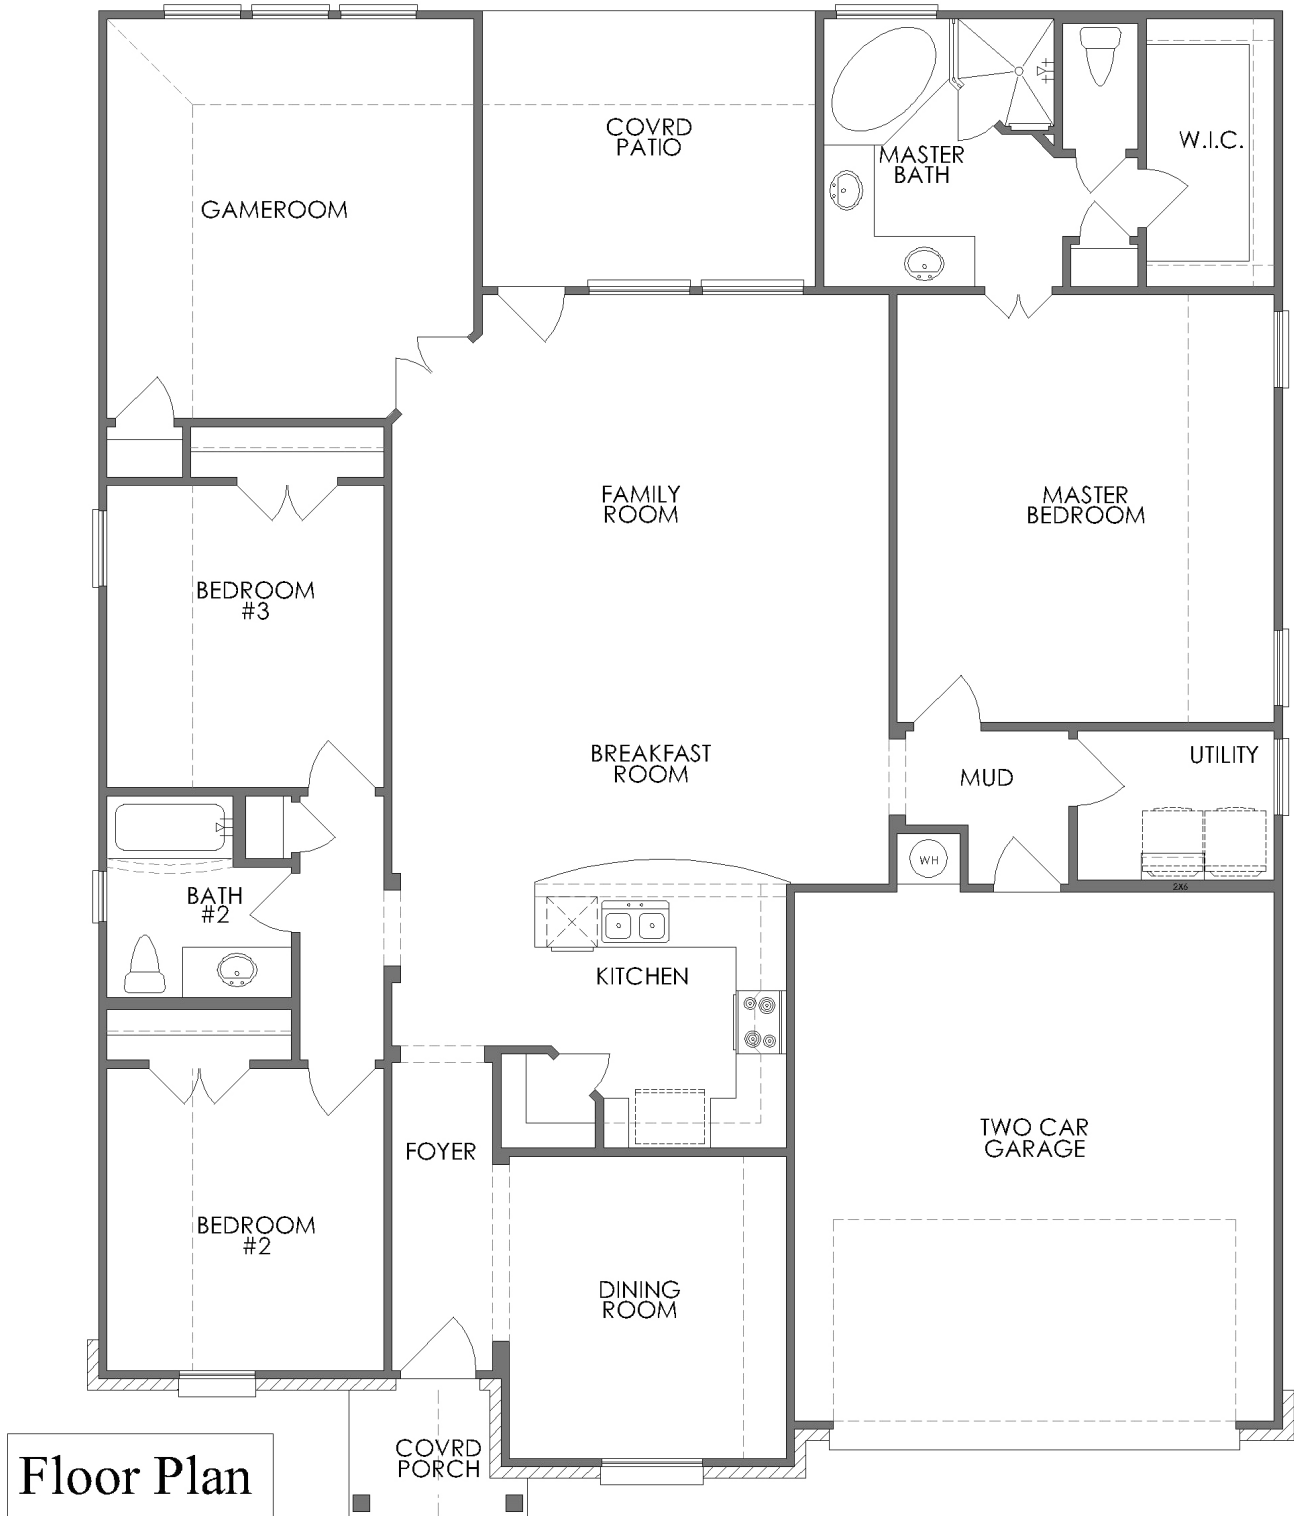 COVRD
PATIO
MASTER
BATH
W.I.C.
GAMEROOM
FAMILY
ROOM
MASTER
BEDROOM
BEDROOM
#3
BREAKFAST
ROOM
MUD
UTILITY
WH
2X6
BATH
#2
KITCHEN
FOYER
TWO CAR
GARAGE
BEDROOM
#2
DINING
ROOM
COVRD
PORCH
Floor Plan